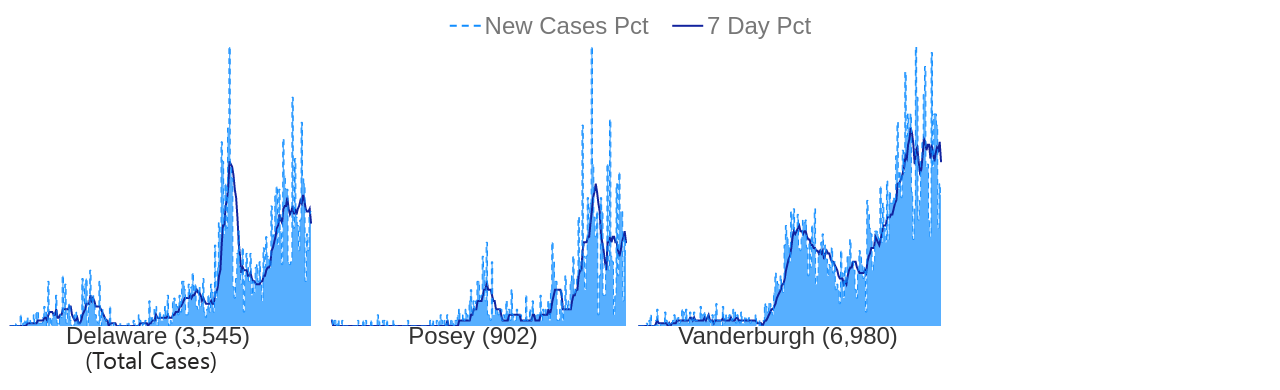 New Cases Pct 7 Day Pct
Delaware (3,545) Posey (902) Vanderburgh (6,980)
(Total Cases)